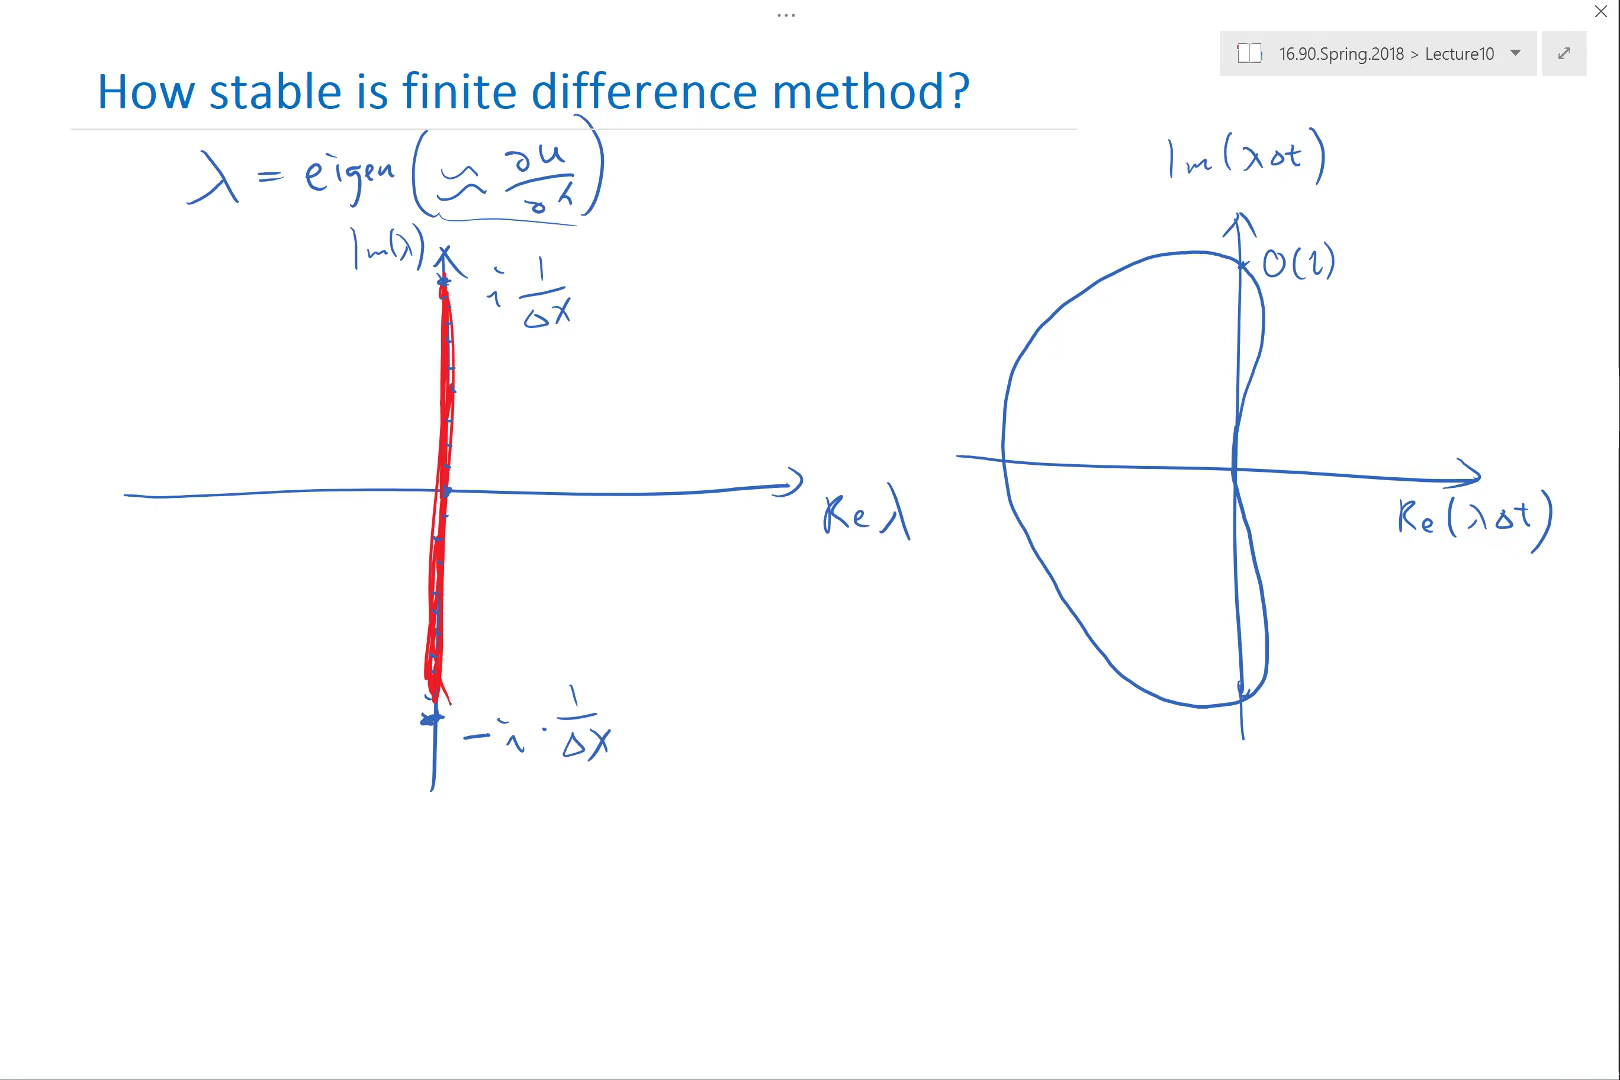 ...
16.90.Spring.2018 > Lecture10
How stable is finite difference method?
λ = eigen(≈ ∂u/∂x)
Im(λ)
i 1/Δx
Re λ
-i · 1/Δx
Im(λΔt)
O(1)
Re(λΔt)